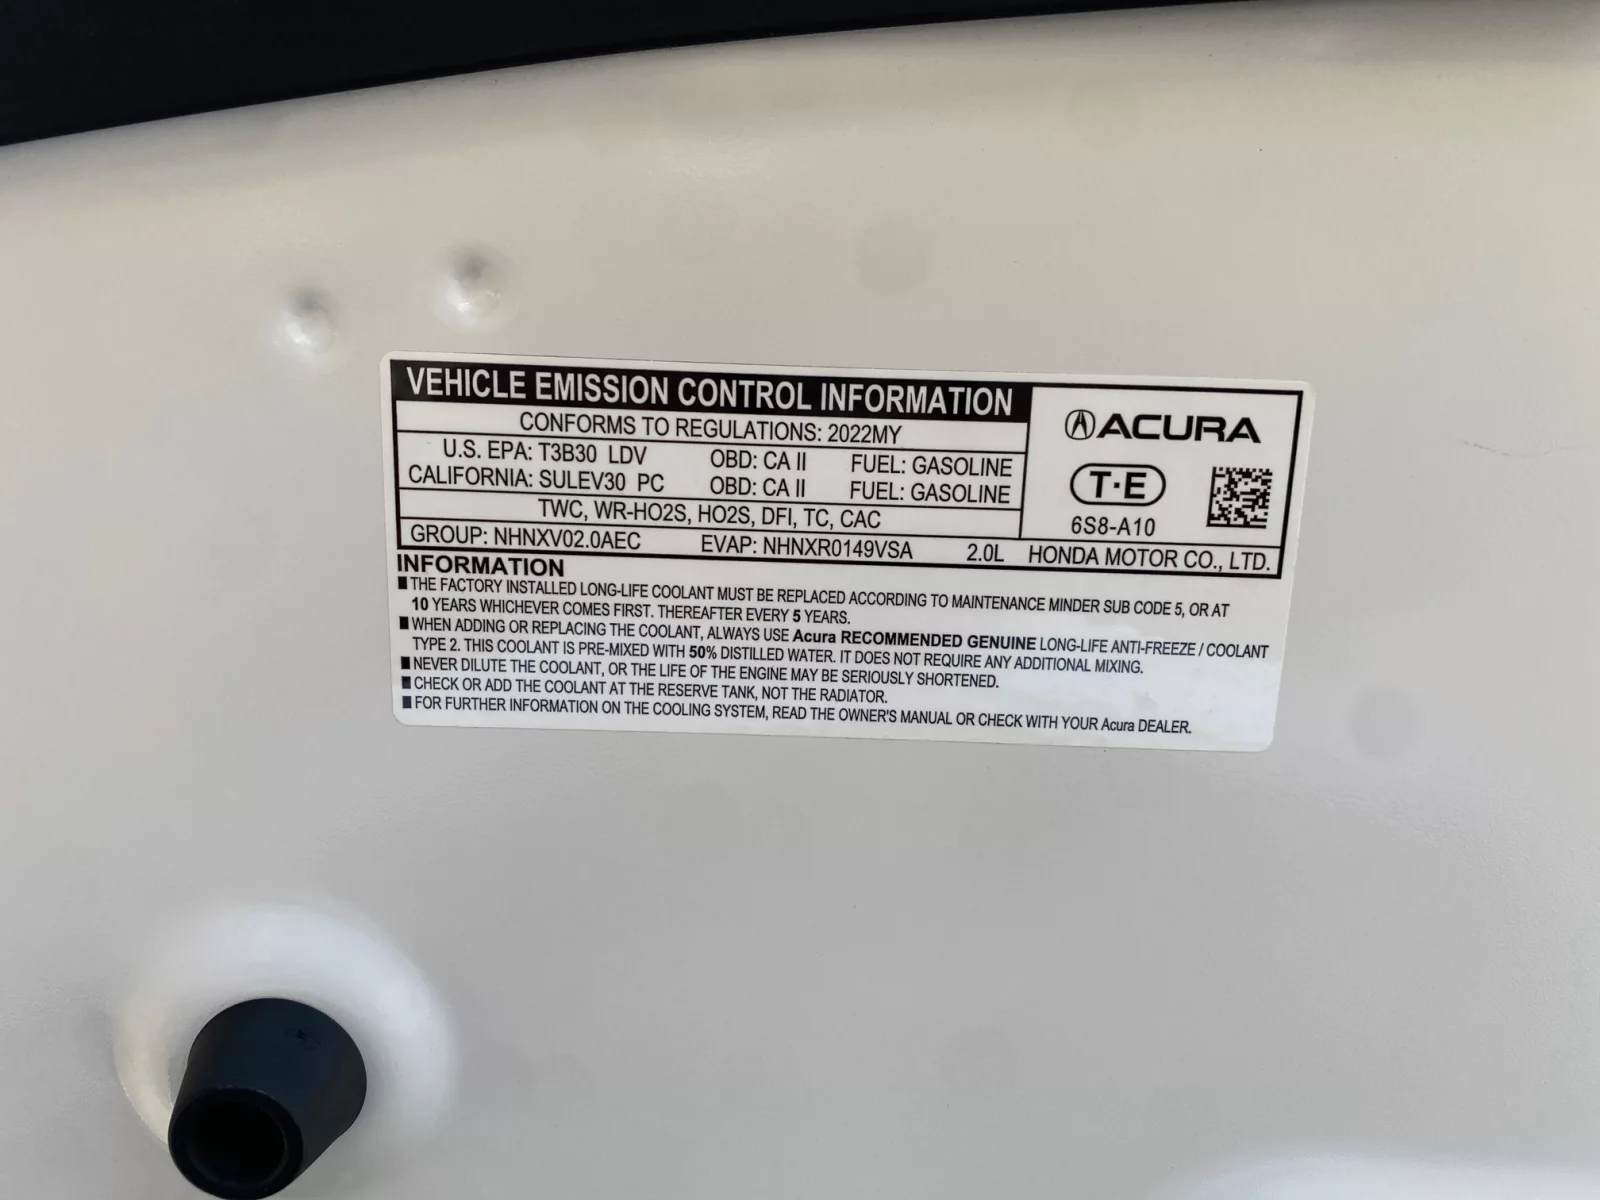 VEHICLE EMISSION CONTROL INFORMATION
CONFORMS TO REGULATIONS: 2022MY
U.S. EPA: T3B30 LDV OBD: CA II FUEL: GASOLINE
CALIFORNIA: SULEV30 PC OBD: CA II FUEL: GASOLINE
TWC, WR-HO2S, HO2S, DFI, TC, CAC
GROUP: NHNXV02.0AEC EVAP: NHNXR0149VSA 2.0L
ACURA
T·E
6S8-A10
HONDA MOTOR CO., LTD.
INFORMATION
■ THE FACTORY INSTALLED LONG-LIFE COOLANT MUST BE REPLACED ACCORDING TO MAINTENANCE MINDER SUB CODE 5, OR AT
10 YEARS WHICHEVER COMES FIRST. THEREAFTER EVERY 5 YEARS.
■ WHEN ADDING OR REPLACING THE COOLANT, ALWAYS USE Acura RECOMMENDED GENUINE LONG-LIFE ANTI-FREEZE / COOLANT
TYPE 2. THIS COOLANT IS PRE-MIXED WITH 50% DISTILLED WATER. IT DOES NOT REQUIRE ANY ADDITIONAL MIXING.
■ NEVER DILUTE THE COOLANT, OR THE LIFE OF THE ENGINE MAY BE SERIOUSLY SHORTENED.
■ CHECK OR ADD THE COOLANT AT THE RESERVE TANK, NOT THE RADIATOR.
■ FOR FURTHER INFORMATION ON THE COOLING SYSTEM, READ THE OWNER'S MANUAL OR CHECK WITH YOUR Acura DEALER.